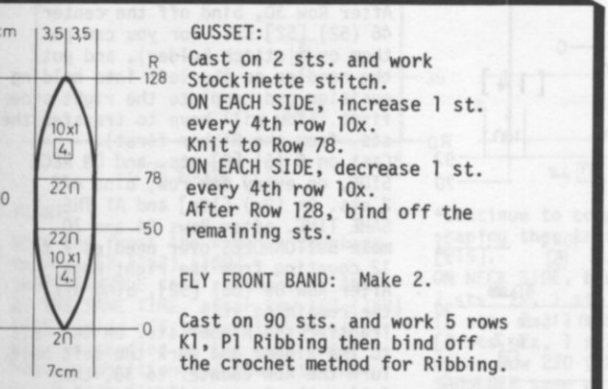 cm
3,5 3,5
R
128
10x1
4
78
22∩
22∩
50
10x1
4
0
2∩
7cm
GUSSET:
Cast on 2 sts. and work
Stockinette stitch.
ON EACH SIDE, increase 1 st.
every 4th row 10x.
Knit to Row 78.
ON EACH SIDE, decrease 1 st.
every 4th row 10x.
After Row 128, bind off the
remaining sts.
FLY FRONT BAND: Make 2.
Cast on 90 sts. and work 5 rows
K1, P1 Ribbing then bind off
the crochet method for Ribbing.